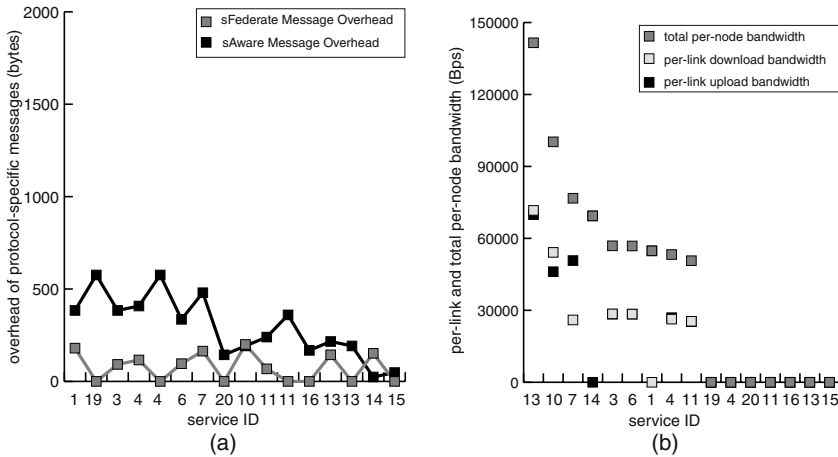 sFederate Message Overhead
sAware Message Overhead
overhead of protocol-specific messages (bytes)
2000
1500
1000
500
0
1 19 3 4 4 6 7 20 10 11 11 16 13 13 14 15
service ID
(a)
total per-node bandwidth
per-link download bandwidth
per-link upload bandwidth
per-link and total per-node bandwidth (Bps)
150000
120000
90000
60000
30000
0
13 10 7 14 3 6 1 4 11 19 4 20 11 16 13 15
service ID
(b)